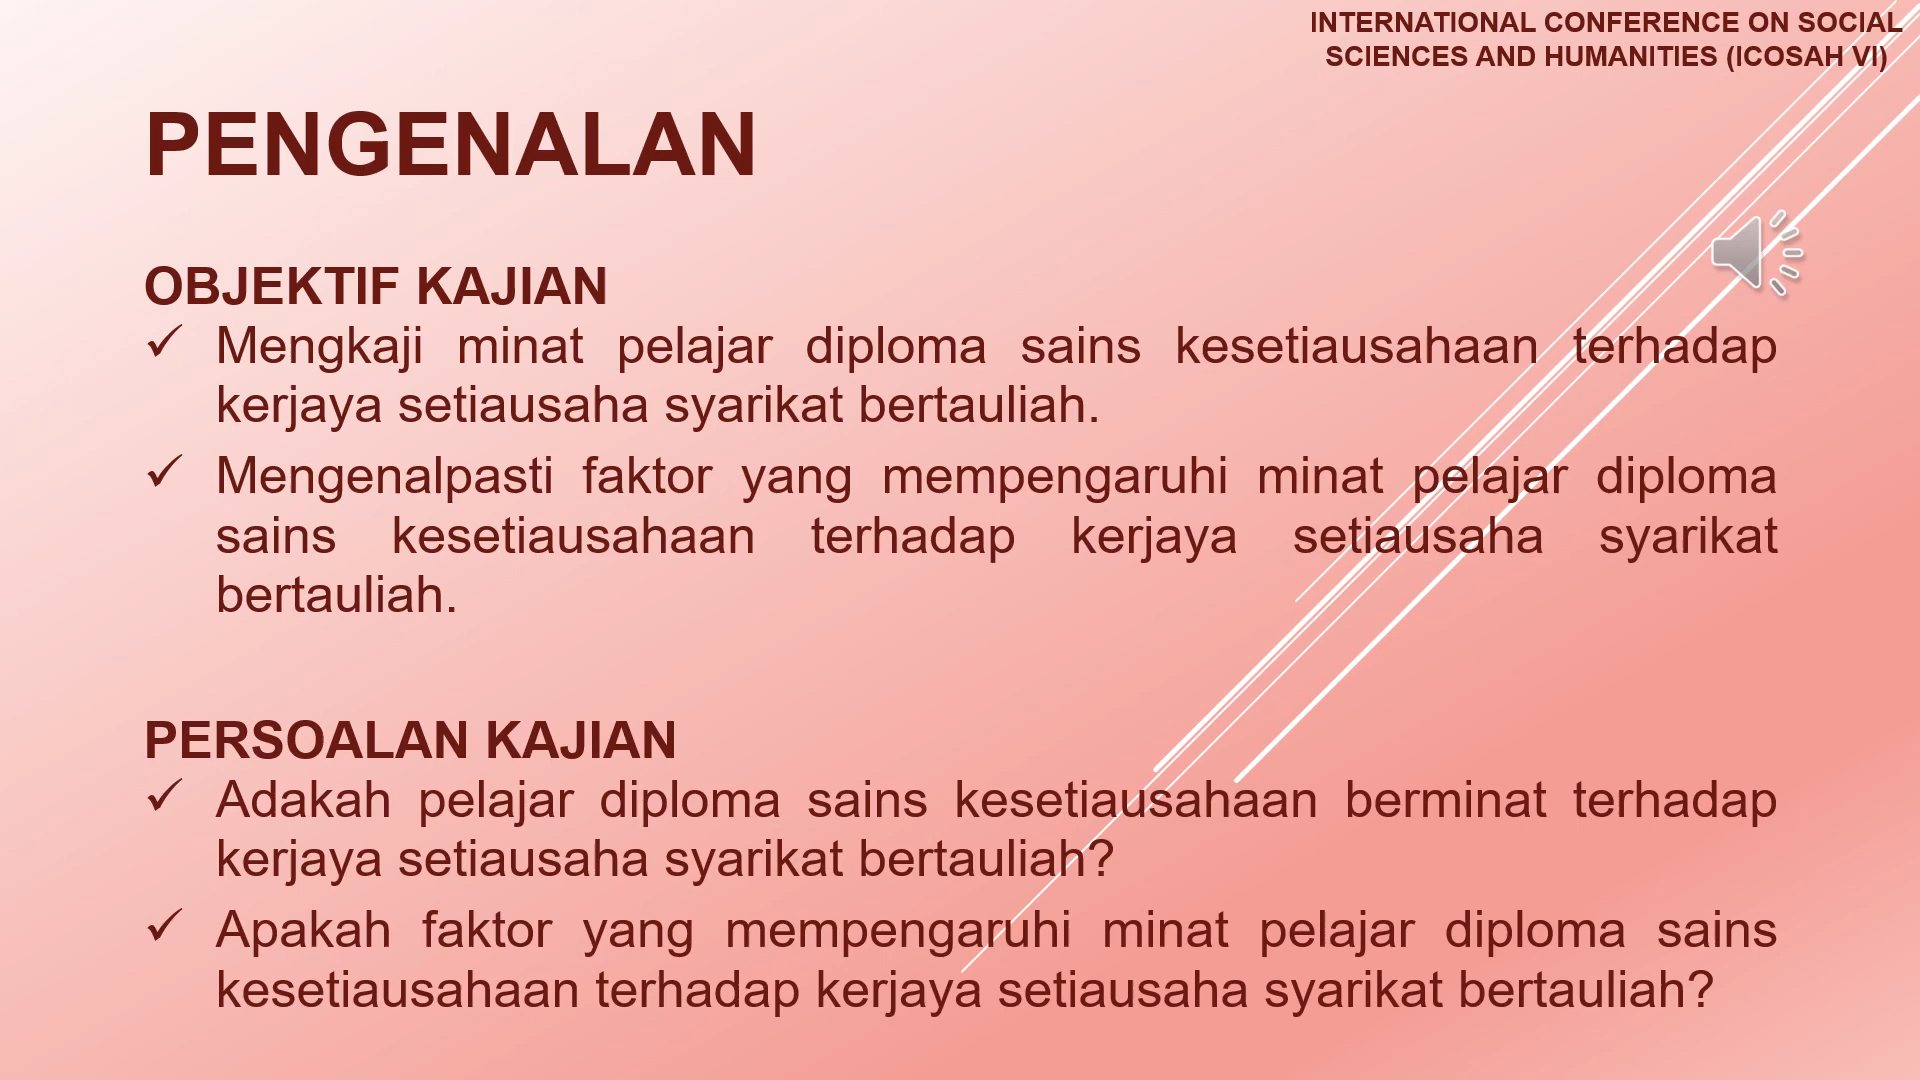 INTERNATIONAL CONFERENCE ON SOCIAL
SCIENCES AND HUMANITIES (ICOSAH VI)
PENGENALAN
OBJEKTIF KAJIAN
✓ Mengkaji minat pelajar diploma sains kesetiausahaan terhadap
kerjaya setiausaha syarikat bertauliah.
✓ Mengenalpasti faktor yang mempengaruhi minat pelajar diploma
sains kesetiausahaan terhadap kerjaya setiausaha syarikat
bertauliah.
PERSOALAN KAJIAN
✓ Adakah pelajar diploma sains kesetiausahaan berminat terhadap
kerjaya setiausaha syarikat bertauliah?
✓ Apakah faktor yang mempengaruhi minat pelajar diploma sains
kesetiausahaan terhadap kerjaya setiausaha syarikat bertauliah?